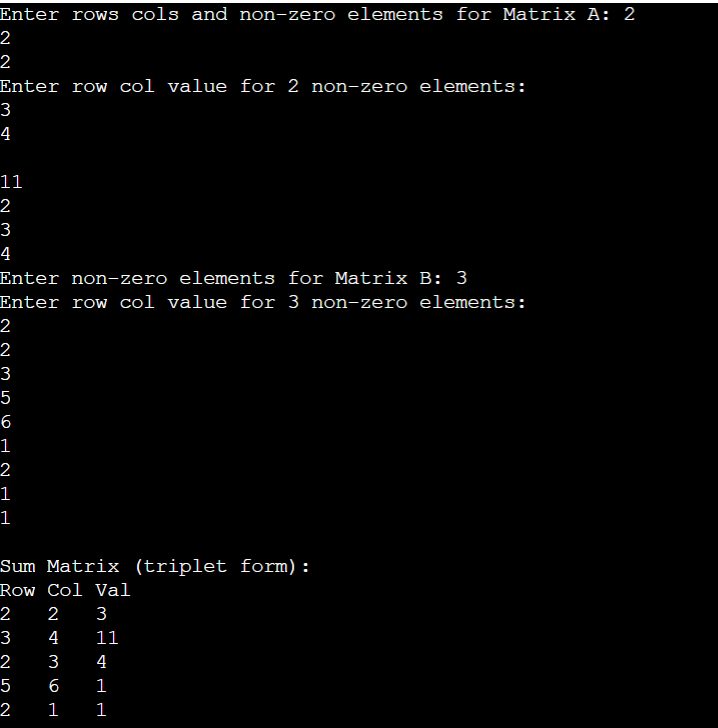 Enter rows cols and non-zero elements for Matrix A: 2
2
2
Enter row col value for 2 non-zero elements:
3
4
11
2
3
4
Enter non-zero elements for Matrix B: 3
Enter row col value for 3 non-zero elements:
2
2
3
5
6
1
2
1
1
Sum Matrix (triplet form):
Row Col Val
2 2 3
3 4 11
2 3 4
5 6 1
2 1 1